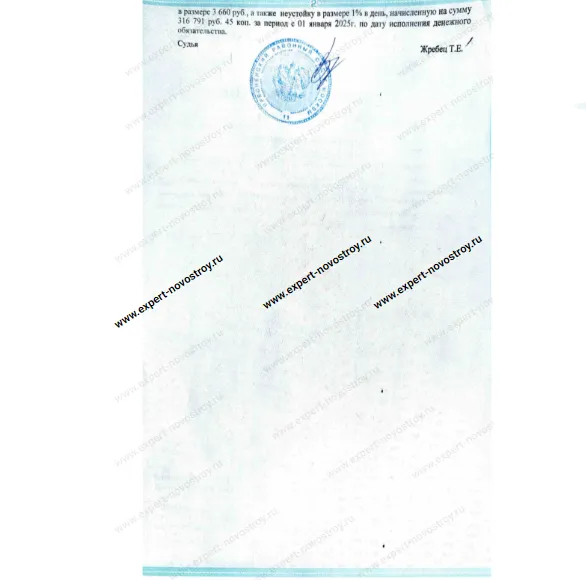 2
в размере 3 660 руб., а также неустойку в размере 1% в день, начисленную на сумму
316 791 руб. 45 коп. за период с 01 января 2025г. по дату исполнения денежного
обязательства.
Судья
Жребец Т.Е.
www.expert-novostroy.ru
www.expert-novostroy.ru
www.expert-novostroy.ru